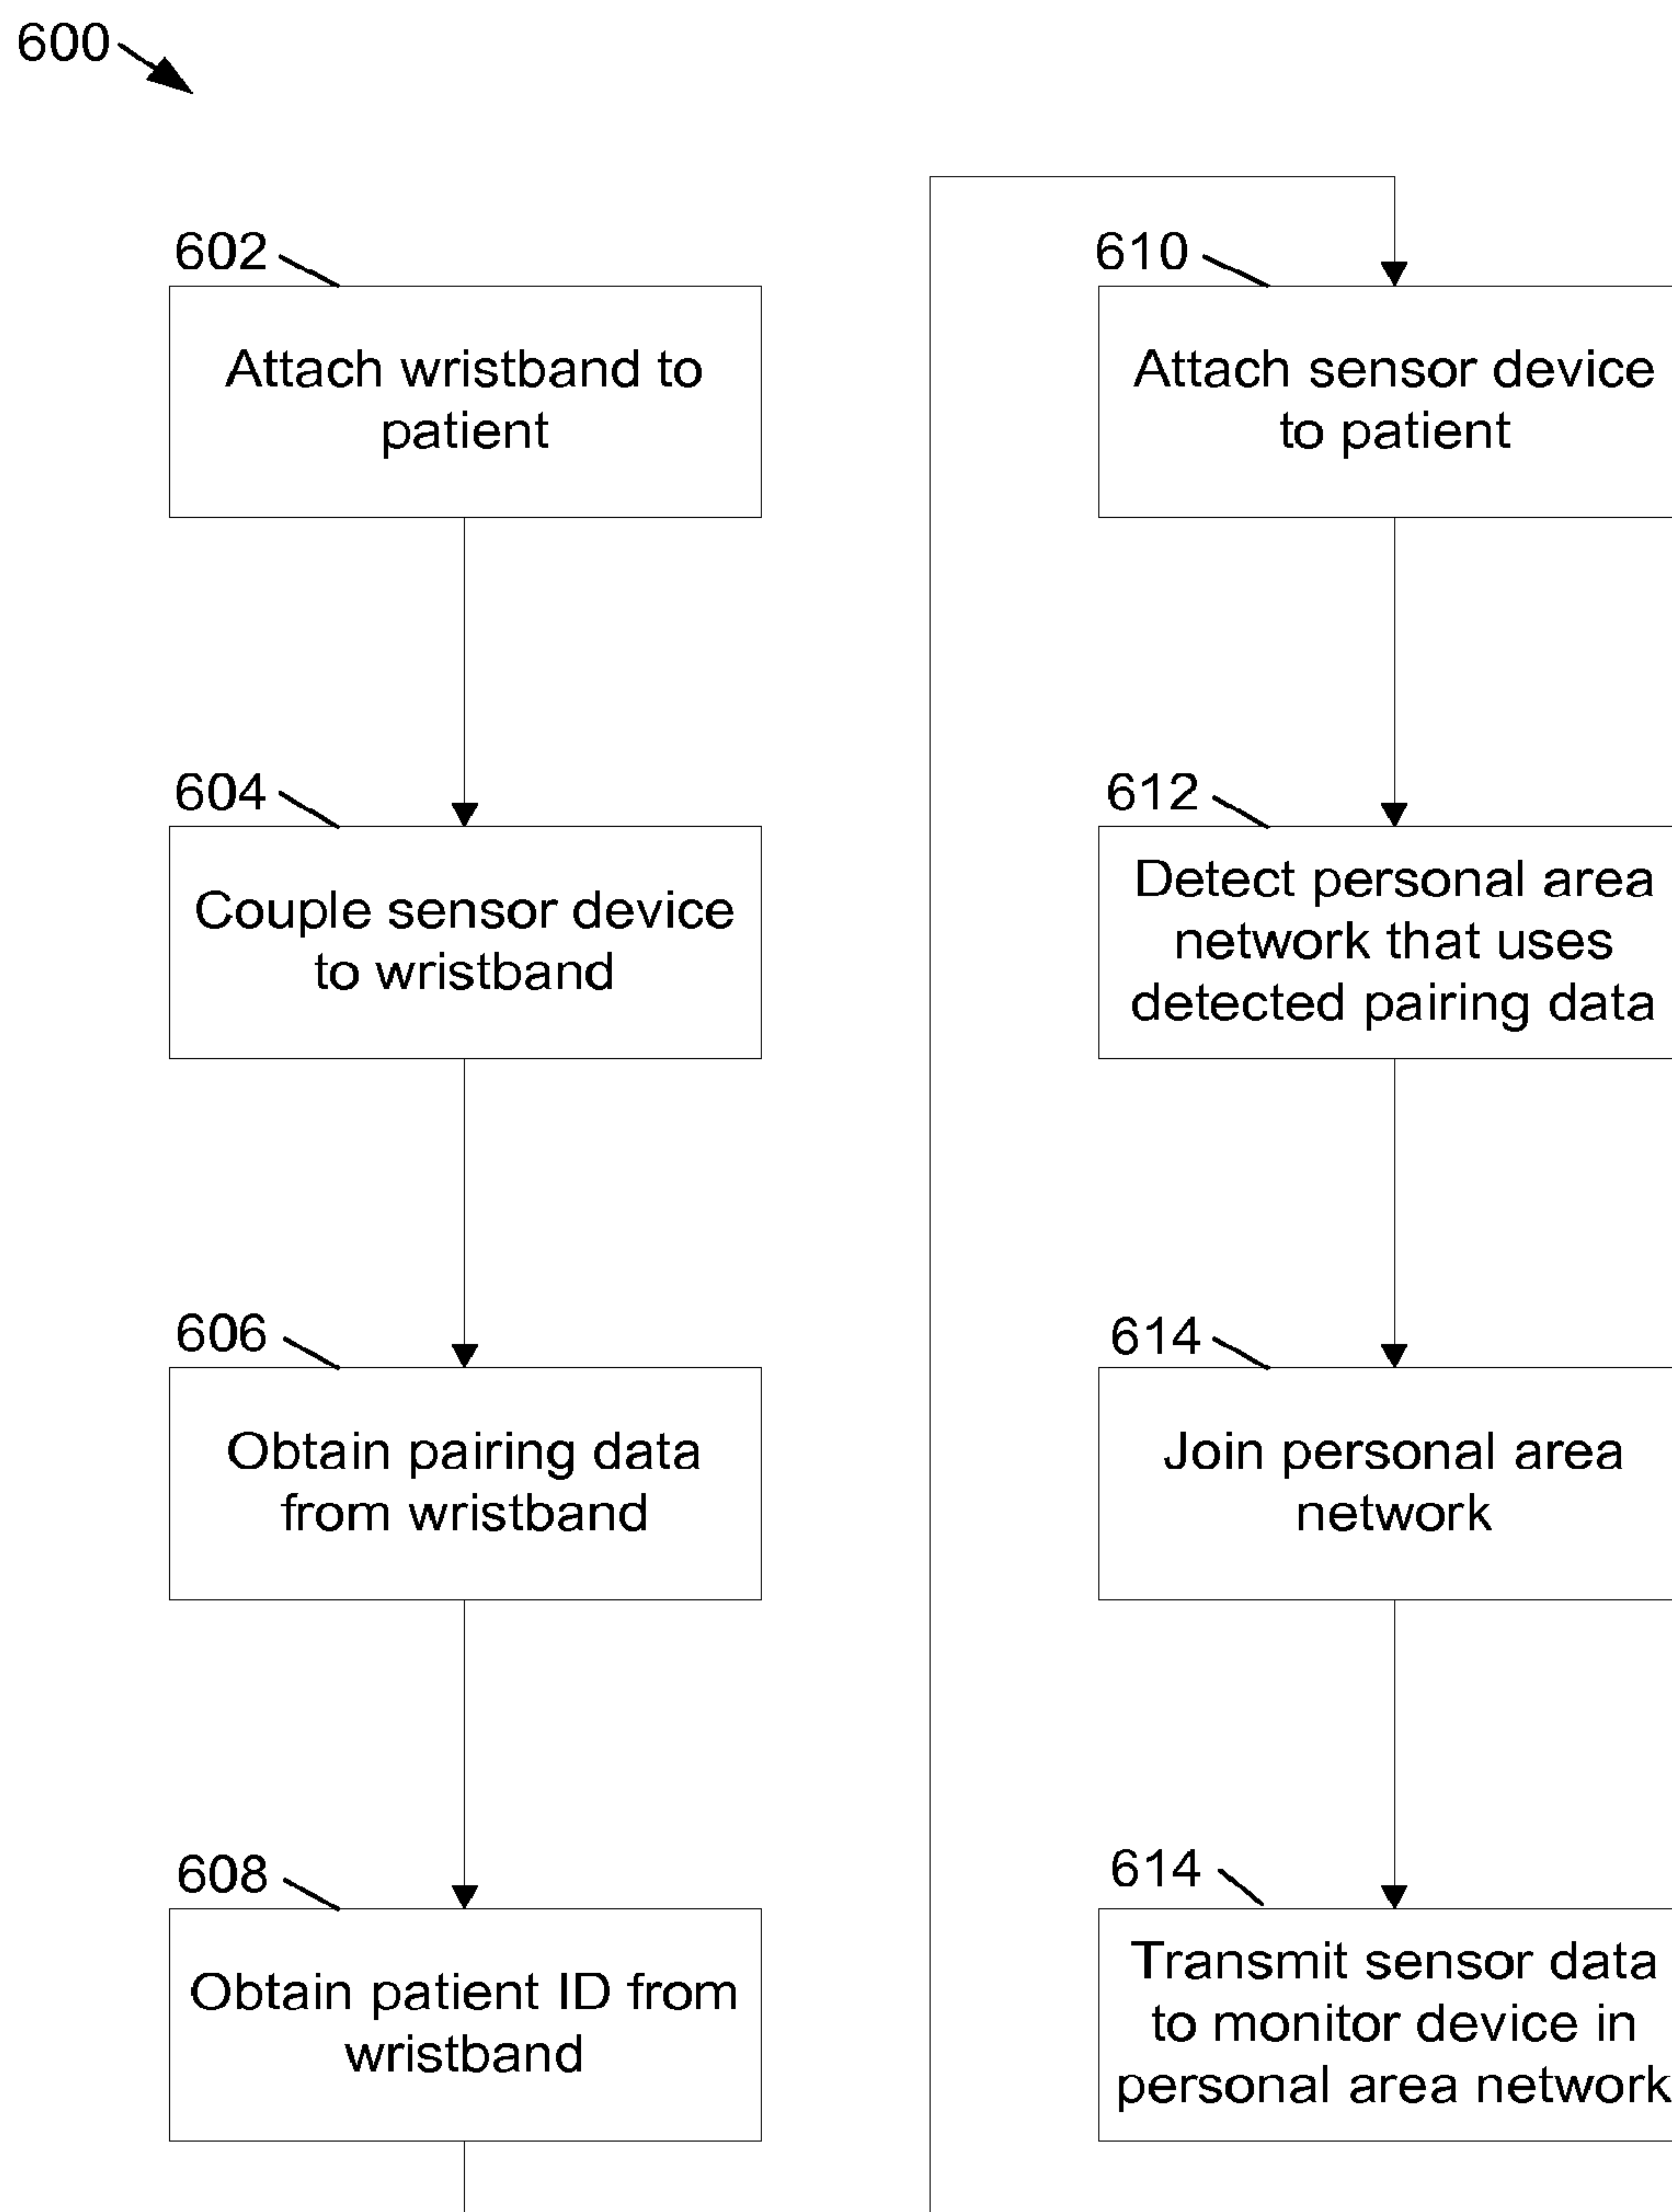 600
602
Attach wristband to
patient
604
Couple sensor device
to wristband
606
Obtain pairing data
from wristband
608
Obtain patient ID from
wristband
610
Attach sensor device
to patient
612
Detect personal area
network that uses
detected pairing data
614
Join personal area
network
614
Transmit sensor data
to monitor device in
personal area network